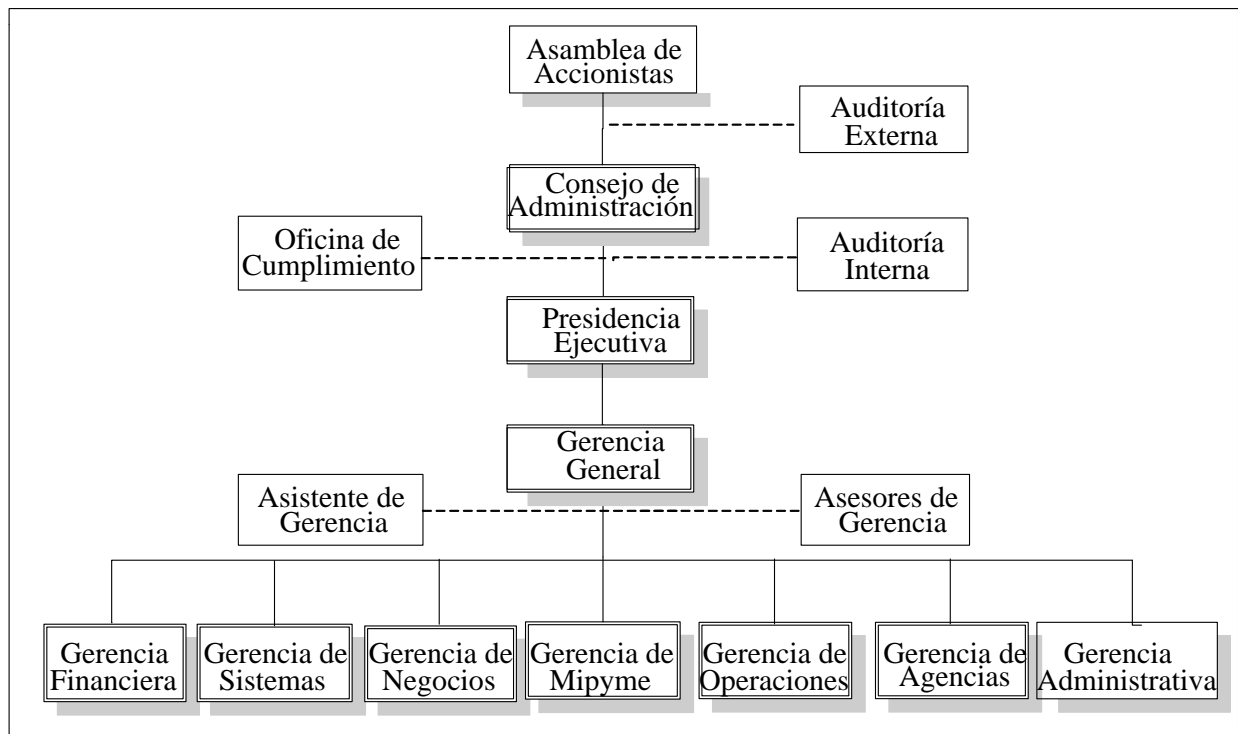 Asamblea de
Accionistas
Auditoría
Externa
Consejo de
Administración
Oficina de
Cumplimiento
Auditoría
Interna
Presidencia
Ejecutiva
Gerencia
General
Asistente de
Gerencia
Asesores de
Gerencia
Gerencia
Financiera
Gerencia de
Sistemas
Gerencia de
Negocios
Gerencia de
Mipyme
Gerencia de
Operaciones
Gerencia de
Agencias
Gerencia
Administrativa